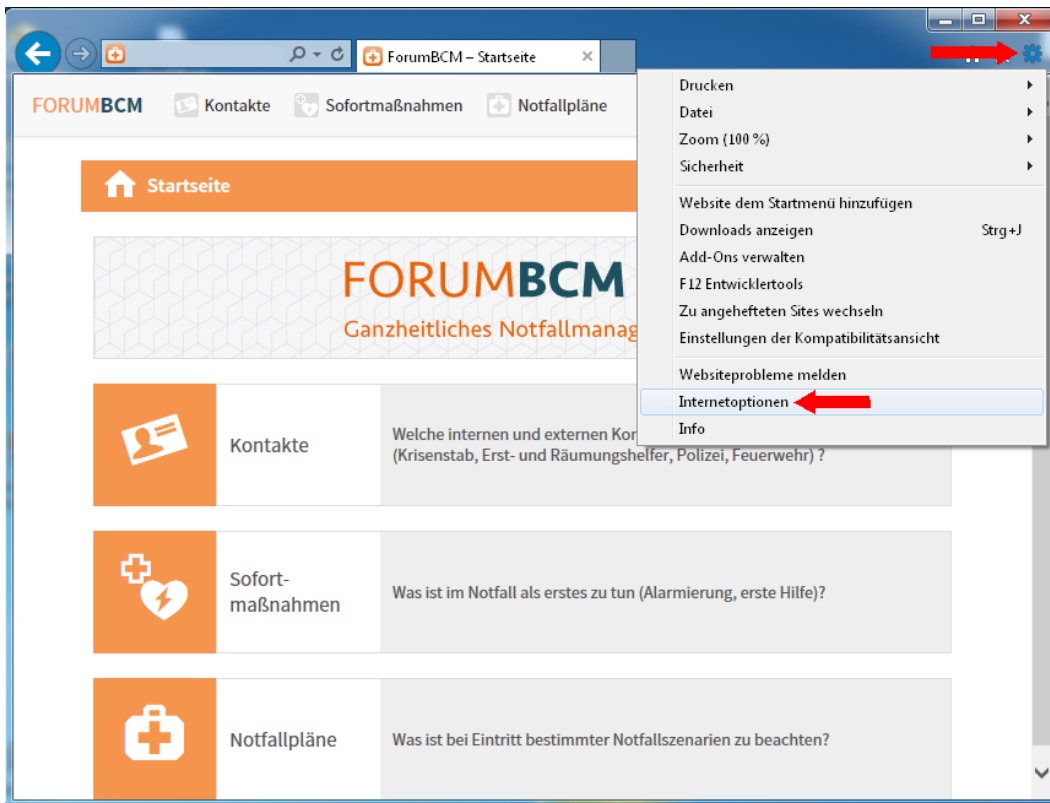 ForumBCM – Startseite
FORUMBCM
Kontakte
Sofortmaßnahmen
Notfallpläne
Drucken
Datei
Zoom (100 %)
Sicherheit
Website dem Startmenü hinzufügen
Downloads anzeigen Strg+J
Add-Ons verwalten
F12 Entwicklertools
Zu angehefteten Sites wechseln
Einstellungen der Kompatibilitätsansicht
Websiteprobleme melden
Internetoptionen
Info
Startseite
FORUMBCM
Ganzheitliches Notfallmanag
Kontakte
Welche internen und externen Kon
(Krisenstab, Erst- und Räumungshelfer, Polizei, Feuerwehr) ?
Sofort-
maßnahmen
Was ist im Notfall als erstes zu tun (Alarmierung, erste Hilfe)?
Notfallpläne
Was ist bei Eintritt bestimmter Notfallszenarien zu beachten?